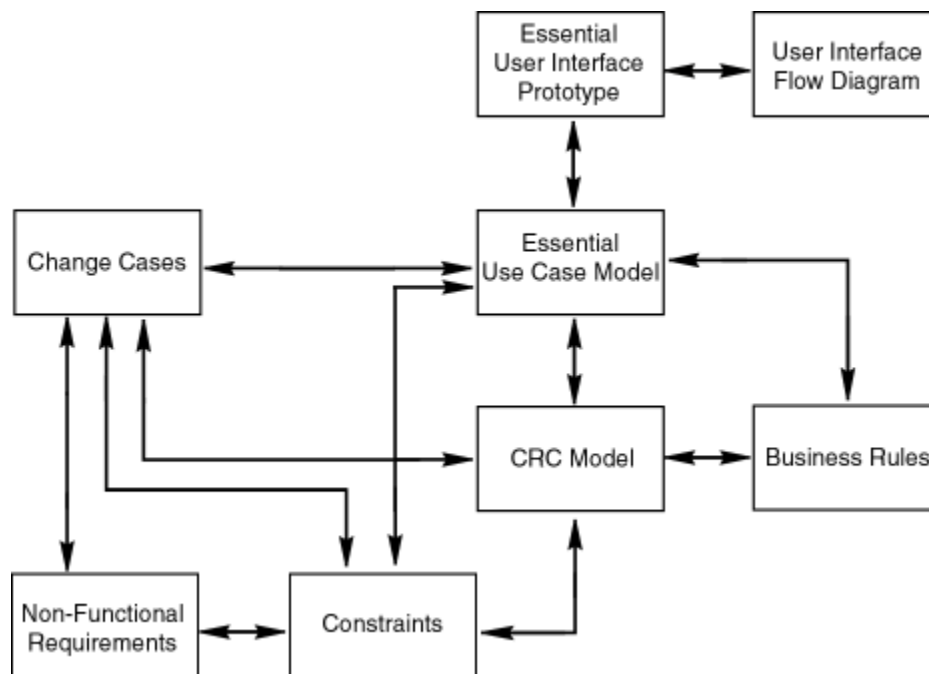 Essential
User Interface
Prototype
User Interface
Flow Diagram
Change Cases
Essential
Use Case Model
CRC Model
Business Rules
Non-Functional
Requirements
Constraints